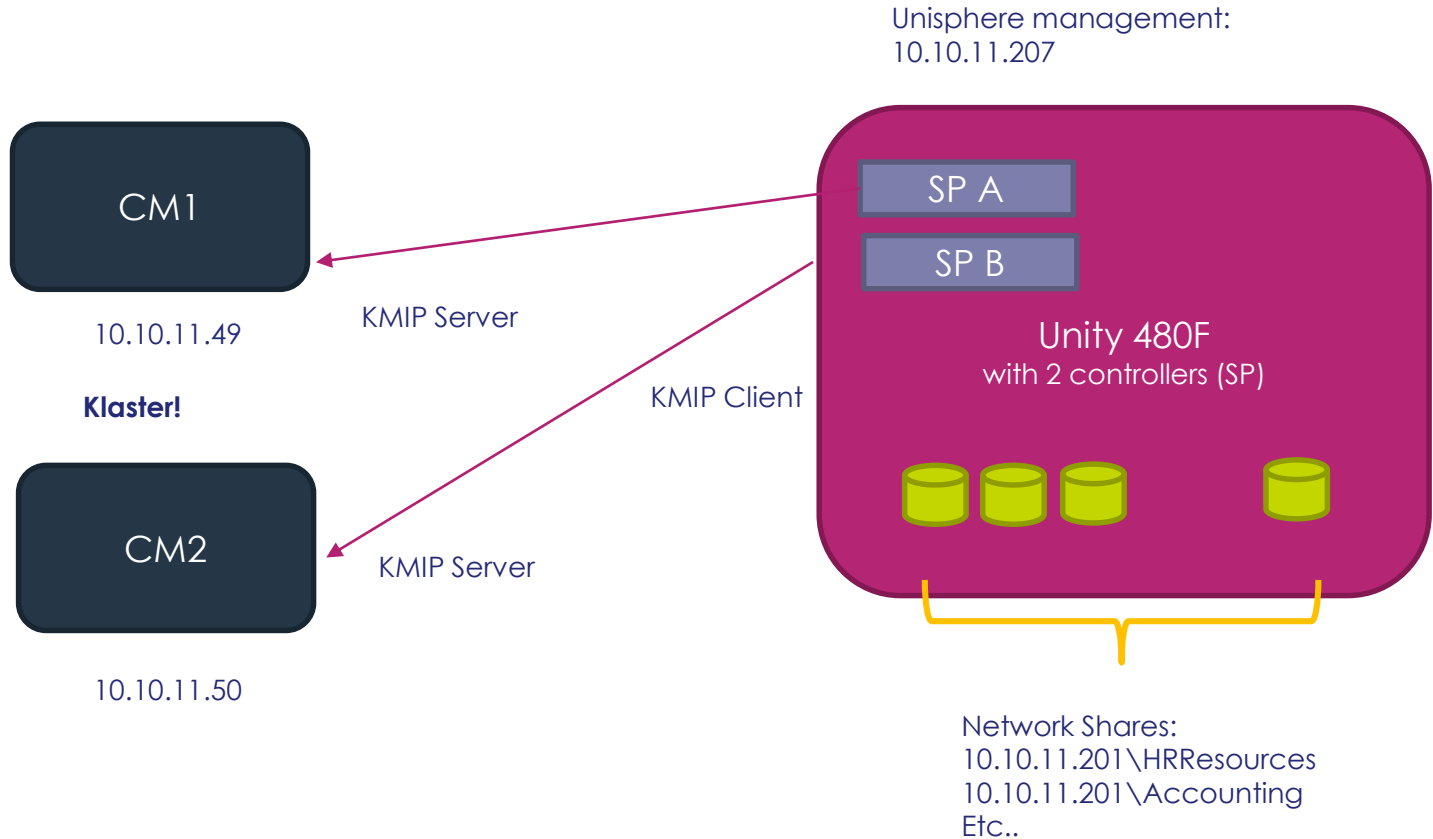 Unisphere management:
10.10.11.207
CM1
10.10.11.49
Klaster!
CM2
10.10.11.50
KMIP Server
KMIP Server
KMIP Client
SP A
SP B
Unity 480F
with 2 controllers (SP)
Network Shares:
10.10.11.201\HRResources
10.10.11.201\Accounting
Etc..